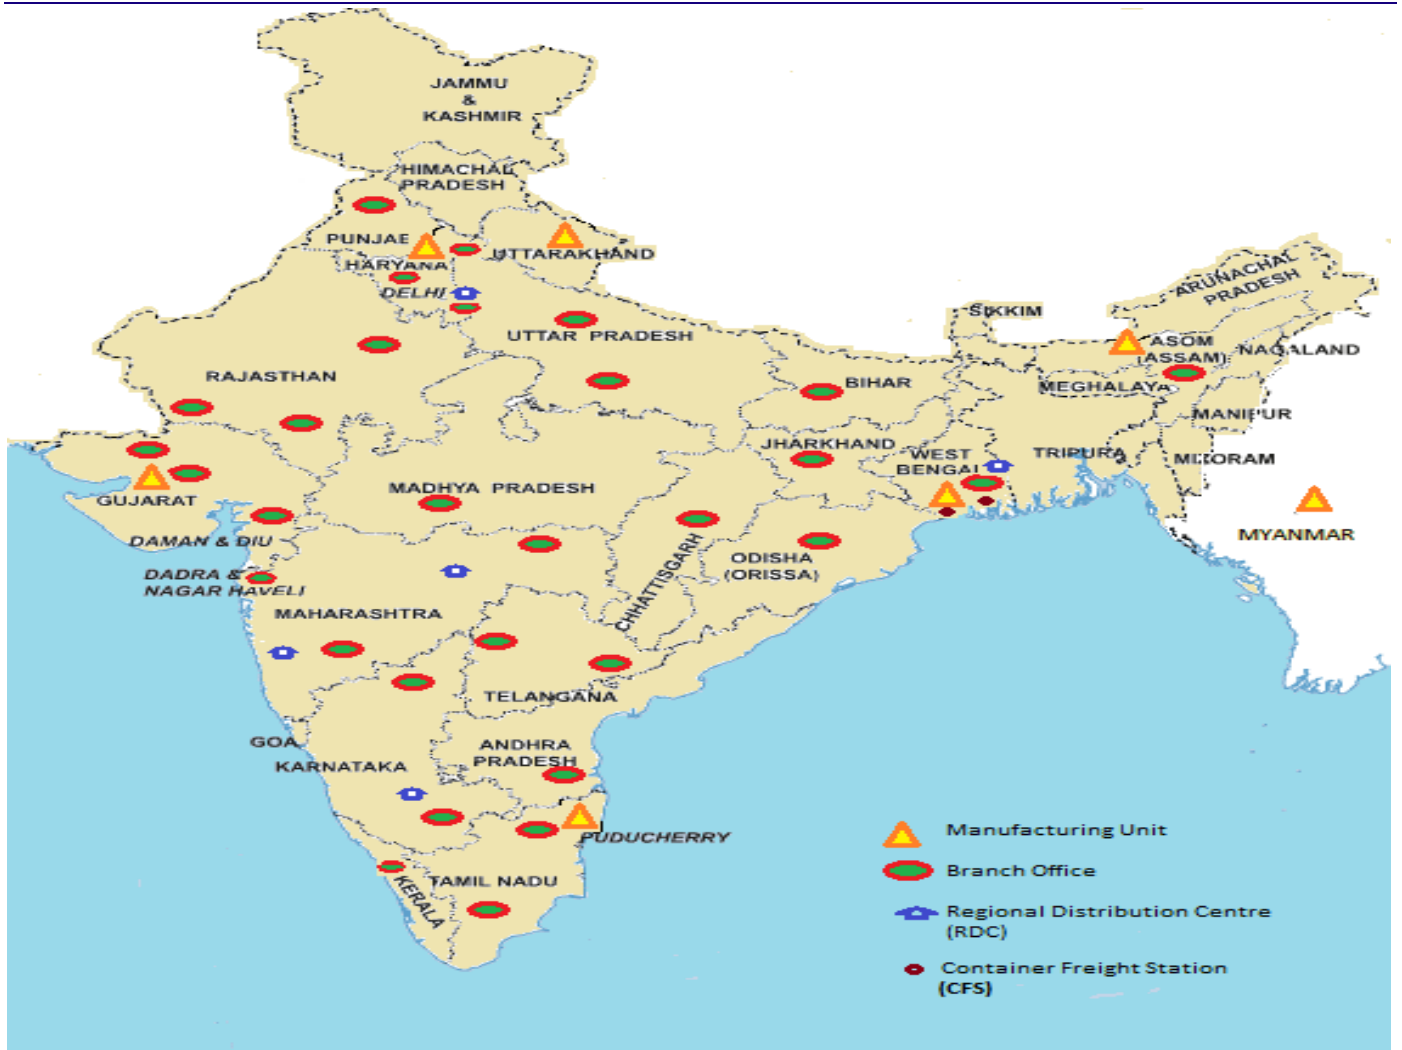 JAMMU
&
KASHMIR
HIMACHAL
PRADESH
PUNJAB
UTTARAKHAND
HARYANA
DELHI
UTTAR PRADESH
RAJASTHAN
SIKKIM
ARUNACHAL
PRADESH
ASOM
(ASSAM)
NAGALAND
MEGHALAYA
MANIPUR
BIHAR
JHARKHAND
WEST
BENGAL
TRIPURA
MIZORAM
MYANMAR
GUJARAT
MADHYA PRADESH
DAMAN & DIU
DADRA &
NAGAR HAVELI
CHHATTISGARH
ODISHA
(ORISSA)
MAHARASHTRA
TELANGANA
GOA
KARNATAKA
ANDHRA
PRADESH
PUDUCHERRY
KERALA
TAMIL NADU
Manufacturing Unit
Branch Office
Regional Distribution Centre
(RDC)
Container Freight Station
(CFS)